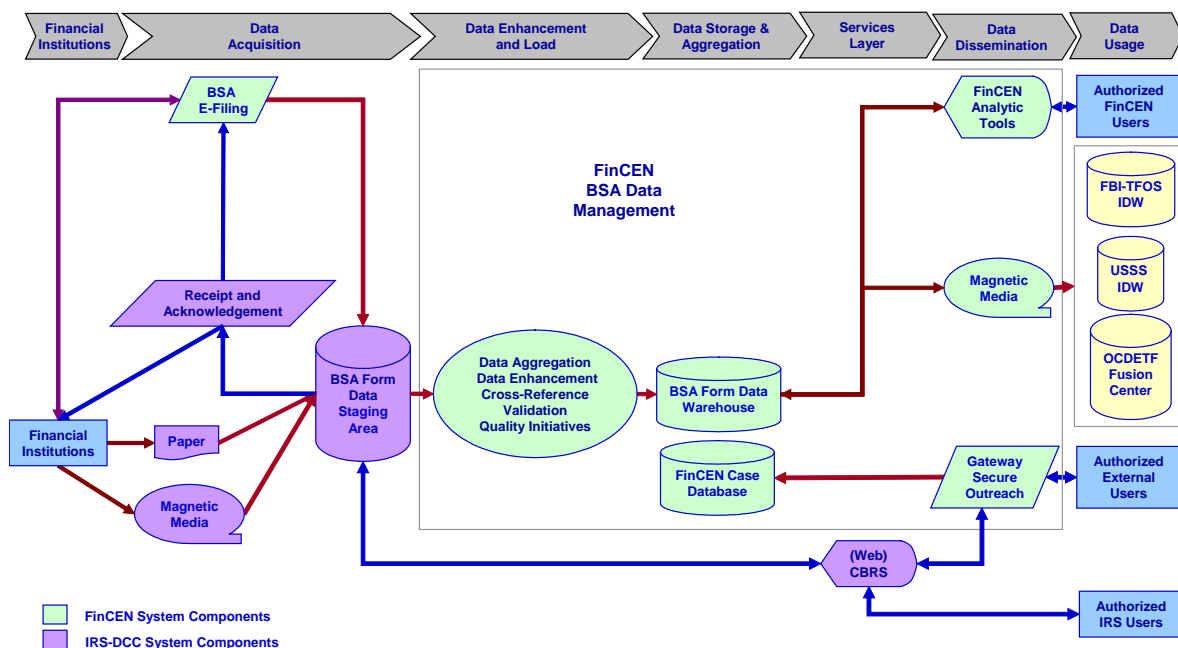 Financial
Institutions
Data
Acquisition
Data Enhancement
and Load
Data Storage &
Aggregation
Services
Layer
Data
Dissemination
Data
Usage
BSA
E-Filing
FinCEN
Analytic
Tools
Authorized
FinCEN
Users
FinCEN
BSA Data
Management
FBI-TFOS
IDW
USSS
IDW
OCDETF
Fusion
Center
Receipt and
Acknowledgement
Magnetic
Media
BSA Form
Data
Staging
Area
Data Aggregation
Data Enhancement
Cross-Reference
Validation
Quality Initiatives
BSA Form Data
Warehouse
Financial
Institutions
Paper
Magnetic
Media
FinCEN Case
Database
Gateway
Secure
Outreach
Authorized
External
Users
(Web)
CBRS
Authorized
IRS Users
FinCEN System Components
IRS-DCC System Components